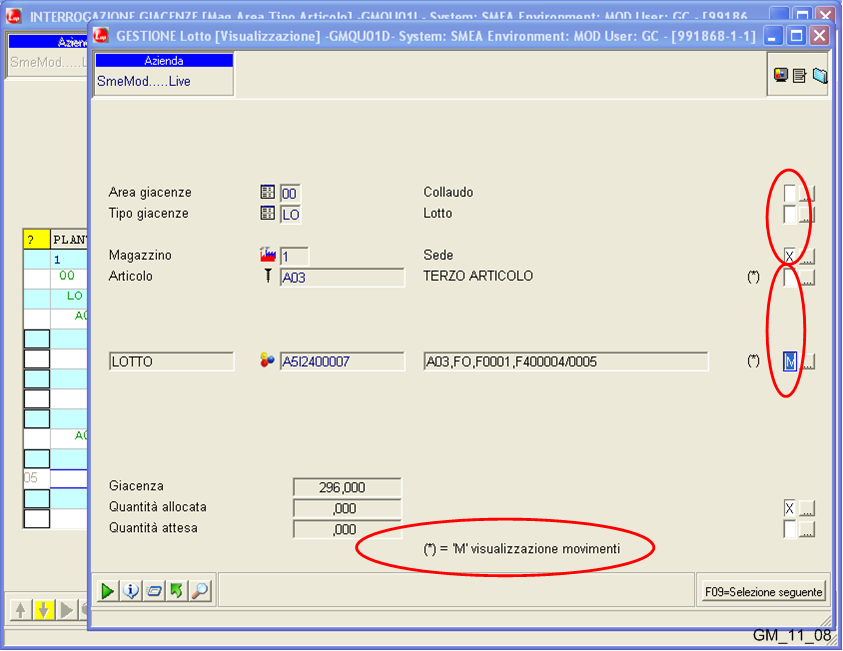 INTERROGAZIONE GIACENZE [Mag.Area Tipo Articolo] -GMQU01L- System: SMEA Environment: MOD User: GC - [99186
GESTIONE Lotto [Visualizzazione] -GMQU01D- System: SMEA Environment: MOD User: GC - [991868-1-1]
Azien
SmeMod.....L
Azienda
SmeMod.....Live
Area giacenze 00 Collaudo
Tipo giacenze LO Lotto
? PLAN
1
00
LO
A0
A0
05
Magazzino 1 Sede X ...
Articolo A03 TERZO ARTICOLO (*) ...
LOTTO A5I2400007 A03,FO,F0001,F400004/0005 (*) M ...
Giacenza 296,000
Quantità allocata ,000 X ...
Quantità attesa ,000 ...
(*) = 'M' visualizzazione movimenti
F09=Selezione seguente
GM_11_08